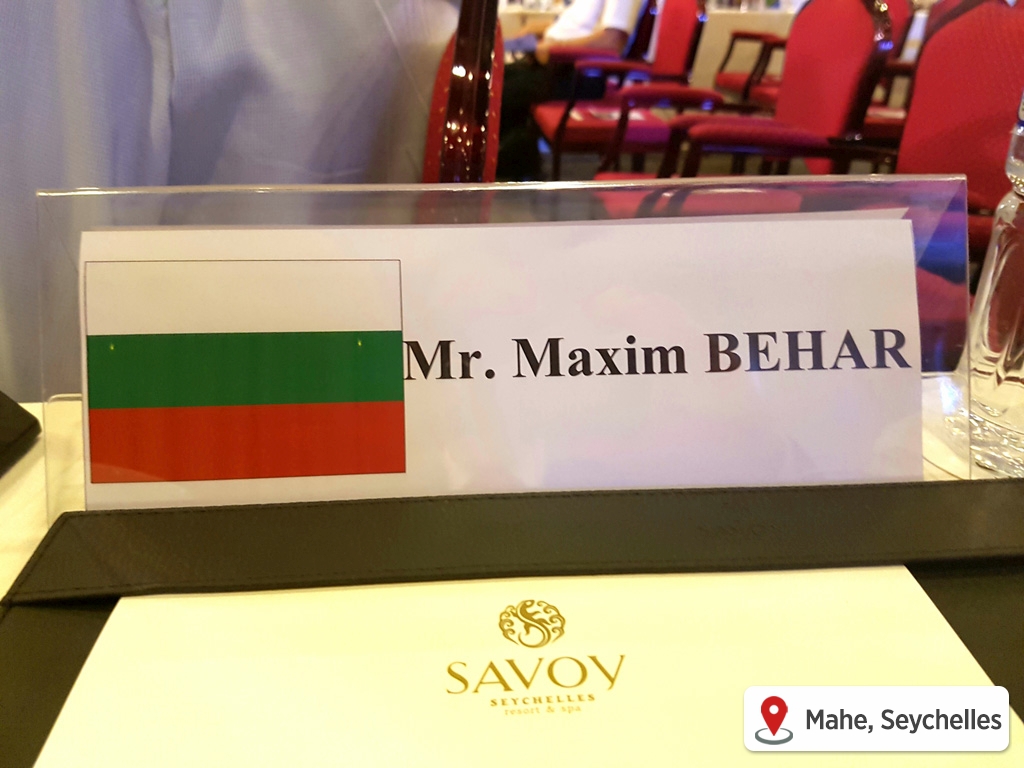 Mr. Maxim BEHAR
SAVOY
SEYCHELLES
resort & spa
Mahe, Seychelles